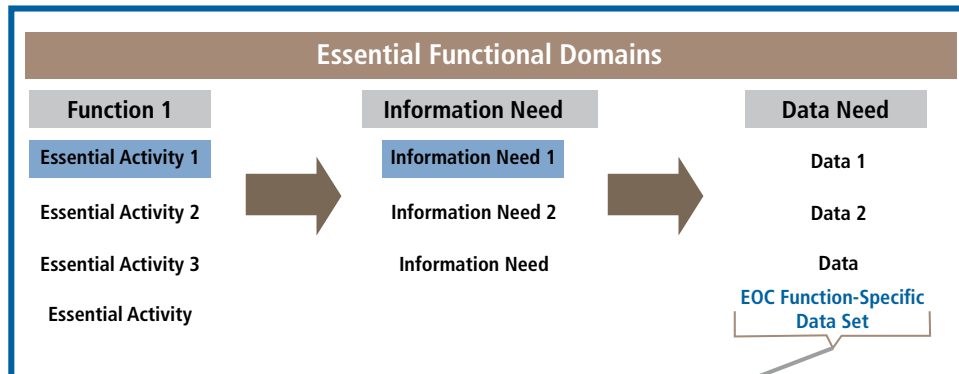 Essential Functional Domains
Function 1
Information Need
Data Need
Essential Activity 1
Information Need 1
Data 1
Essential Activity 2
Information Need 2
Data 2
Essential Activity 3
Information Need
Data
Essential Activity
EOC Function-Specific
Data Set